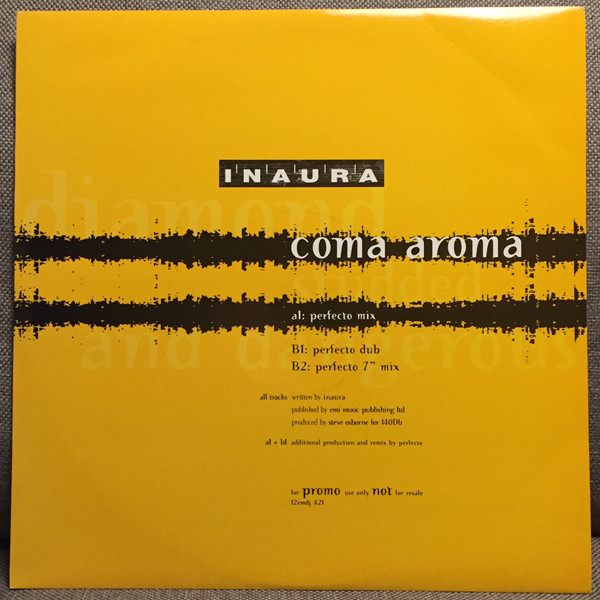 INAURA
diamond
coma aroma
studded
a1: perfecto mix
and dangerous
B1: perfecto dub
B2: perfecto 7" mix
all tracks written by inaura
published by emi music publishing ltd
produced by steve osborne for 140Db
a1 + b1 additional production and remix by perfecto
for promo use only not for resale
12emdj 421